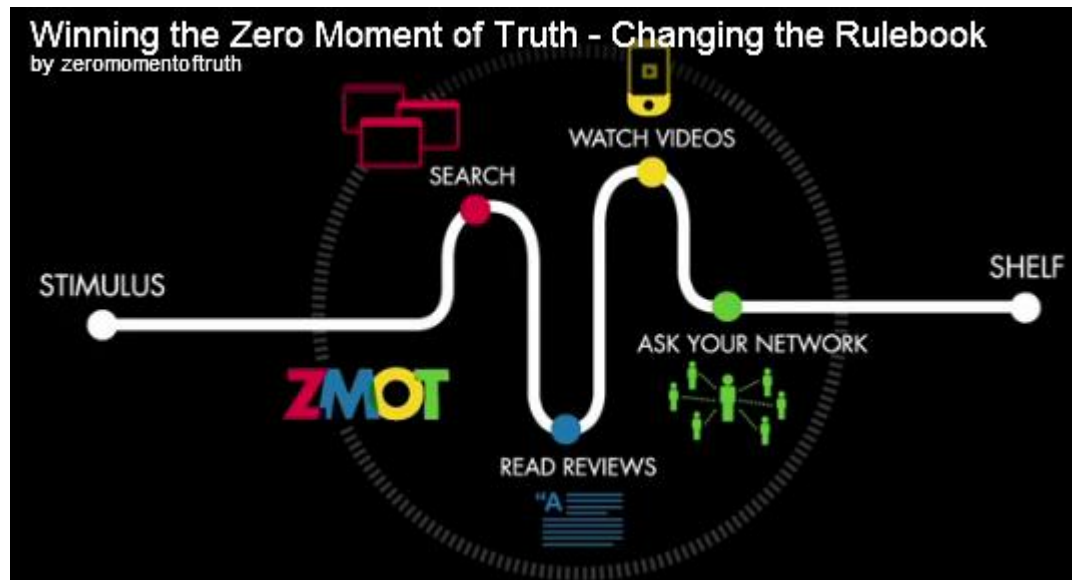 Winning the Zero Moment of Truth - Changing the Rulebook
by zeromomentoftruth
WATCH VIDEOS
SEARCH
STIMULUS
SHELF
ASK YOUR NETWORK
ZMOT
READ REVIEWS
"A